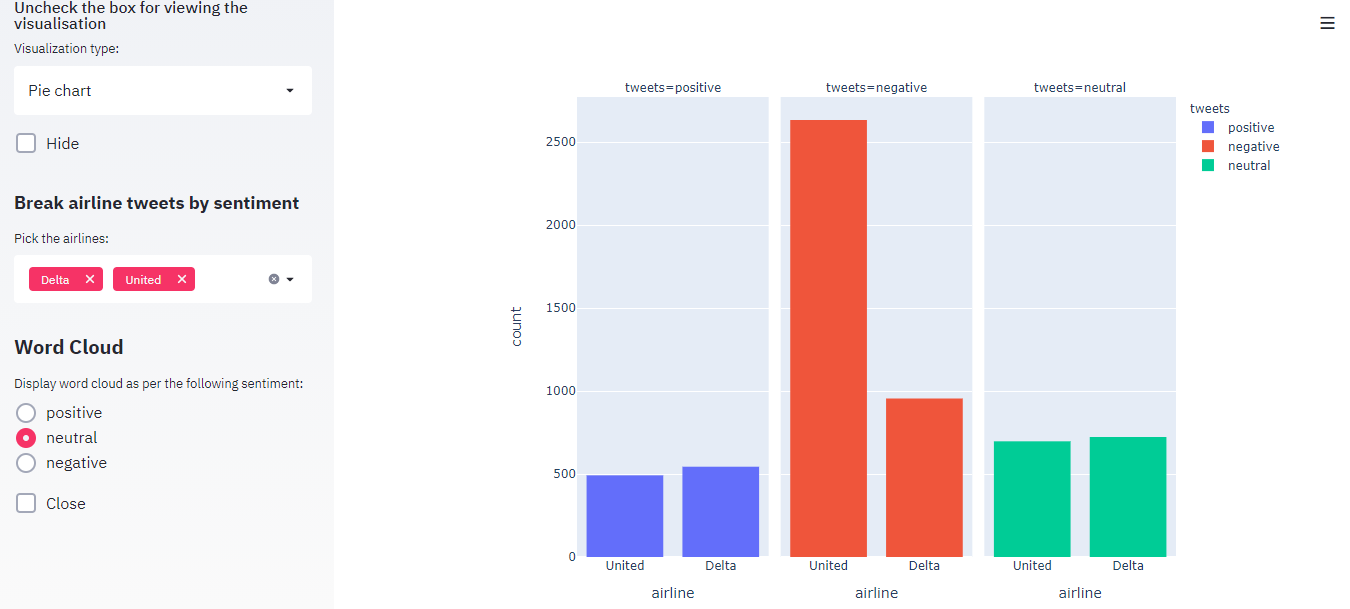 Uncheck the box for viewing the
visualisation
Visualization type:
Pie chart
Hide
Break airline tweets by sentiment
Pick the airlines:
Delta United
Word Cloud
Display word cloud as per the following sentiment:
positive
neutral
negative
Close
tweets=positive tweets=negative tweets=neutral
2500
2000
1500
1000
500
0
count
United Delta United Delta United Delta
airline airline airline
tweets
positive
negative
neutral